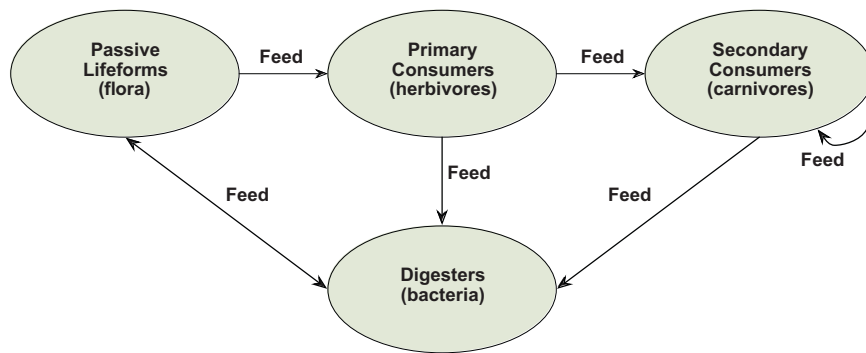 Passive
Lifeforms
(flora)
Feed
Primary
Consumers
(herbivores)
Feed
Secondary
Consumers
(carnivores)
Feed
Feed
Feed
Feed
Digesters
(bacteria)